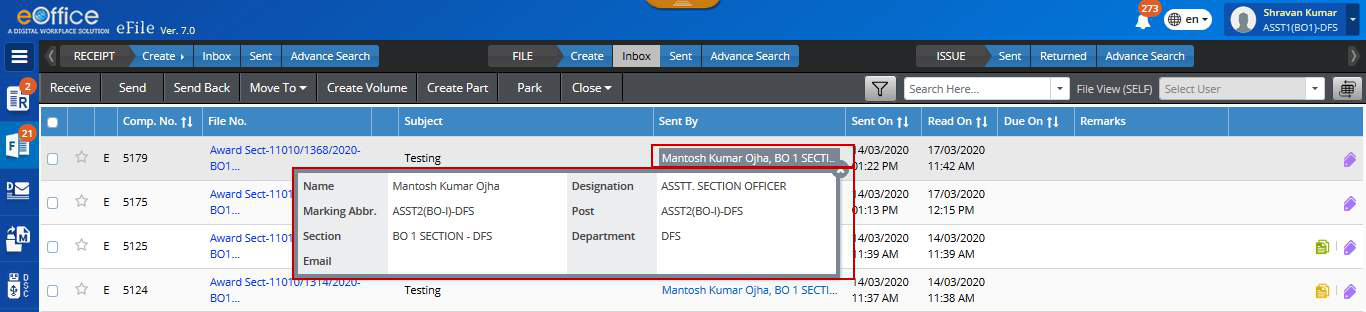 eOffice
A DIGITAL WORKPLACE SOLUTION
eFile Ver. 7.0
273
en
Shravan Kumar
ASST1(BO1)-DFS
RECEIPT Create Inbox Sent Advance Search FILE Create Inbox Sent Advance Search ISSUE Sent Returned Advance Search
Receive Send Send Back Move To Create Volume Create Part Park Close Search Here... File View (SELF) Select User
2
R
21
F
D
M
DSC
Comp. No. File No. Subject Sent By Sent On Read On Due On Remarks
E 5179 Award Sect-11010/1368/2020-BO1... Testing Mantosh Kumar Ojha, BO 1 SECTI... 14/03/2020 01:22 PM 17/03/2020 11:42 AM
Name Mantosh Kumar Ojha Designation ASSTT. SECTION OFFICER
Marking Abbr. ASST2(BO-I)-DFS Post ASST2(BO-I)-DFS
Section BO 1 SECTION - DFS Department DFS
Email
E 5175 Award Sect-1101 BO1... 14/03/2020 01:13 PM 17/03/2020 12:15 PM
E 5125 Award Sect-1101 BO1... 14/03/2020 11:39 AM 14/03/2020 11:39 AM
E 5124 Award Sect-11010/1314/2020-BO1... Testing Mantosh Kumar Ojha, BO 1 SECTI... 14/03/2020 11:37 AM 14/03/2020 11:38 AM